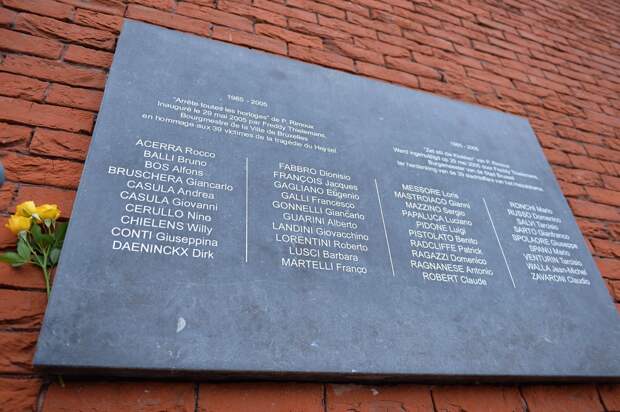 1985 - 2005
"Arrête toutes les horloges" de P. Rimoux
Inauguré le 29 mai 2005 par Freddy Thielemans,
Bourgmestre de la Ville de Bruxelles
en hommage aux 39 victimes de la tragédie du Heysel
1985 - 2005
"Zet stil de Klokken" van P. Rimoux
Werd ingehuldigd op 29 mei 2005 door Freddy Thielemans,
Burgemeester van de Stad Brussel
ter herdenking van de 39 slachtoffers van het Heizeldrama
ACERRA Rocco
BALLI Bruno
BOS Alfons
BRUSCHERA Giancarlo
CASULA Andrea
CASULA Giovanni
CERULLO Nino
CHIELENS Willy
CONTI Giuseppina
DAENINCKX Dirk
FABBRO Dionisio
FRANÇOIS Jacques
GAGLIANO Eugenio
GALLI Francesco
GONNELLI Giancarlo
GUARINI Alberto
LANDINI Giovacchino
LORENTINI Roberto
LUSCI Barbara
MARTELLI Franco
MESSORE Loris
MASTROIACO Gianni
MAZZINO Sergio
PAPALUCA Luciano
PIDONE Luigi
PISTOLATO Benito
RADCLIFFE Patrick
RAGAZZI Domenico
RAGNANESE Antonio
ROBERT Claude
RONCHI Mario
RUSSO Domenico
SALVI Tarcisio
SARTO Gianfranco
SPOLAORE Giuseppe
SPANU Mario
VENTURIN Tarcisio
WALLA Jean-Michel
ZAVARONI Claudio